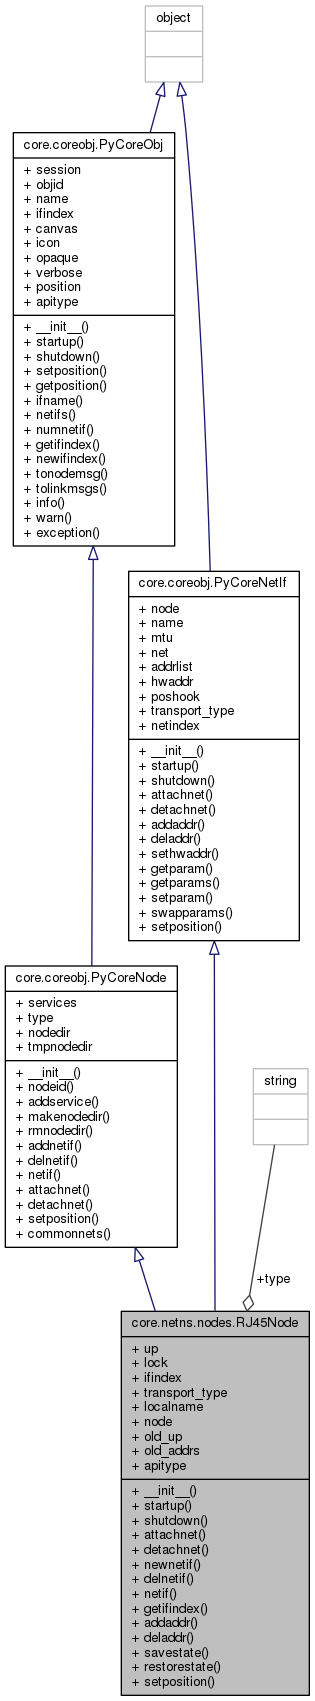 object
core.coreobj.PyCoreObj
+ session
+ objid
+ name
+ ifindex
+ canvas
+ icon
+ opaque
+ verbose
+ position
+ apitype
+ __init__()
+ startup()
+ shutdown()
+ setposition()
+ getposition()
+ ifname()
+ netifs()
+ numnetif()
+ getifindex()
+ newifindex()
+ tonodemsg()
+ tolinkmsgs()
+ info()
+ warn()
+ exception()
core.coreobj.PyCoreNetIf
+ node
+ name
+ mtu
+ net
+ addrlist
+ hwaddr
+ poshook
+ transport_type
+ netindex
+ __init__()
+ startup()
+ shutdown()
+ attachnet()
+ detachnet()
+ addaddr()
+ deladdr()
+ sethwaddr()
+ getparam()
+ getparams()
+ setparam()
+ swapparams()
+ setposition()
core.coreobj.PyCoreNode
+ services
+ type
+ nodedir
+ tmpnodedir
+ __init__()
+ nodeid()
+ addservice()
+ makenodedir()
+ rmnodedir()
+ addnetif()
+ delnetif()
+ netif()
+ attachnet()
+ detachnet()
+ setposition()
+ commonnets()
string
+type
core.netns.nodes.RJ45Node
+ up
+ lock
+ ifindex
+ transport_type
+ localname
+ node
+ old_up
+ old_addrs
+ apitype
+ __init__()
+ startup()
+ shutdown()
+ attachnet()
+ detachnet()
+ newnetif()
+ delnetif()
+ netif()
+ getifindex()
+ addaddr()
+ deladdr()
+ savestate()
+ restorestate()
+ setposition()